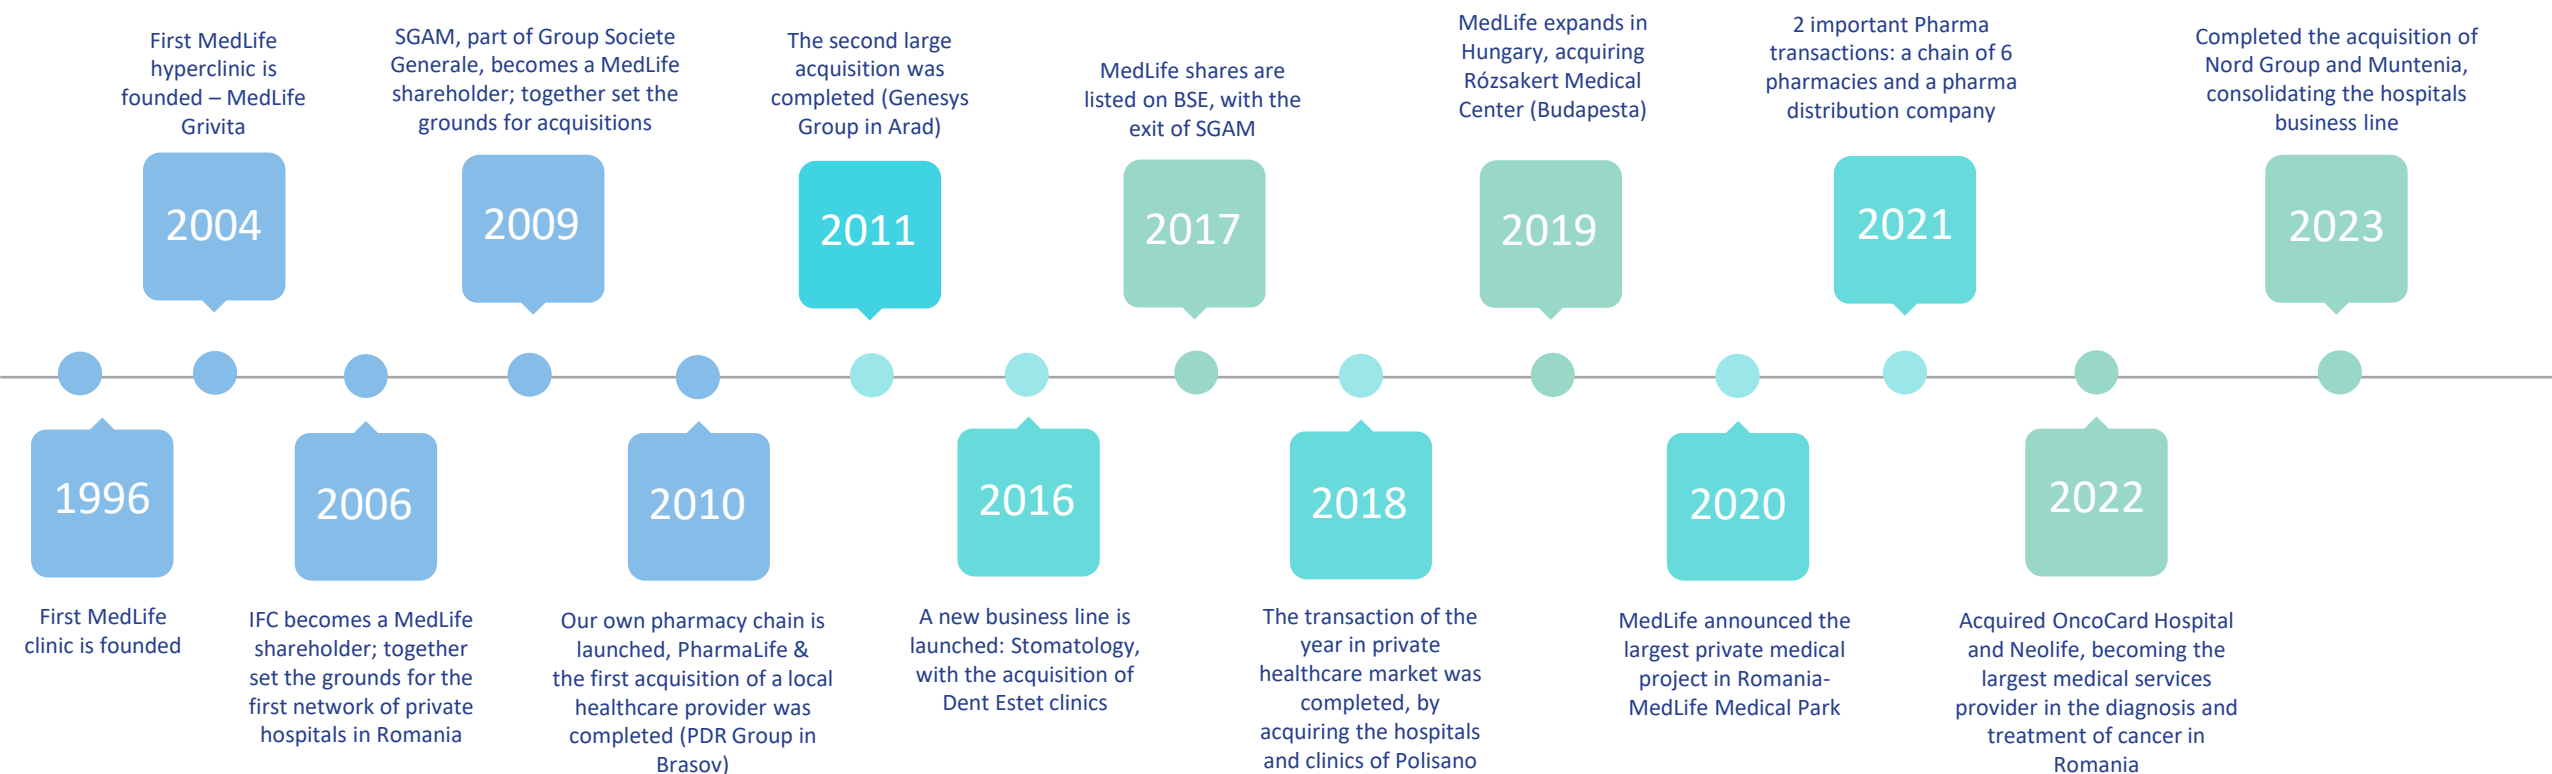 First MedLife
hyperclinic is
founded – MedLife
Grivita
2004
SGAM, part of Group Societe
Generale, becomes a MedLife
shareholder; together set the
grounds for acquisitions
2009
The second large
acquisition was
completed (Genesys
Group in Arad)
2011
MedLife shares are
listed on BSE, with the
exit of SGAM
2017
MedLife expands in
Hungary, acquiring
Rózsakert Medical
Center (Budapesta)
2019
2 important Pharma
transactions: a chain of 6
pharmacies and a pharma
distribution company
2021
Completed the acquisition of
Nord Group and Muntenia,
consolidating the hospitals
business line
2023
1996
First MedLife
clinic is founded
2006
IFC becomes a MedLife
shareholder; together
set the grounds for the
first network of private
hospitals in Romania
2010
Our own pharmacy chain is
launched, PharmaLife &
the first acquisition of a local
healthcare provider was
completed (PDR Group in
Brasov)
2016
A new business line is
launched: Stomatology,
with the acquisition of
Dent Estet clinics
2018
The transaction of the
year in private
healthcare market was
completed, by
acquiring the hospitals
and clinics of Polisano
2020
MedLife announced the
largest private medical
project in Romania-
MedLife Medical Park
2022
Acquired OncoCard Hospital
and Neolife, becoming the
largest medical services
provider in the diagnosis and
treatment of cancer in
Romania